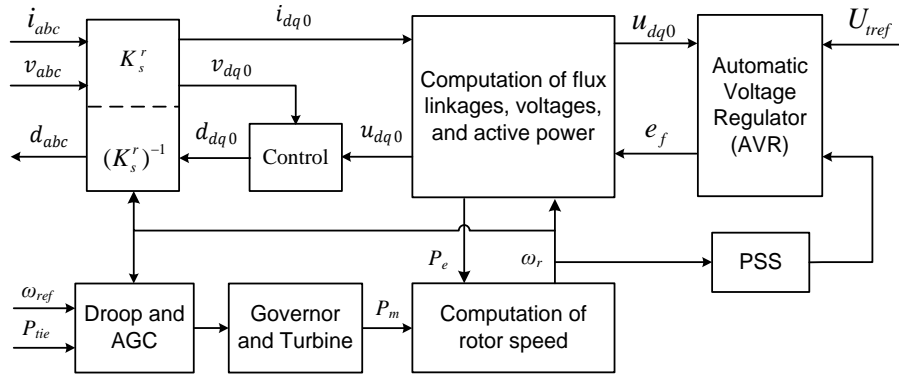 i_abc
v_abc
d_abc
K_s^r
(K_s^r)^{-1}
i_dq0
v_dq0
d_dq0
Control
u_dq0
Computation of flux
linkages, voltages,
and active power
u_dq0
e_f
Automatic
Voltage
Regulator
(AVR)
U_tref
P_e
ω_r
PSS
ω_ref
P_tie
Droop and
AGC
Governor
and Turbine
P_m
Computation of
rotor speed